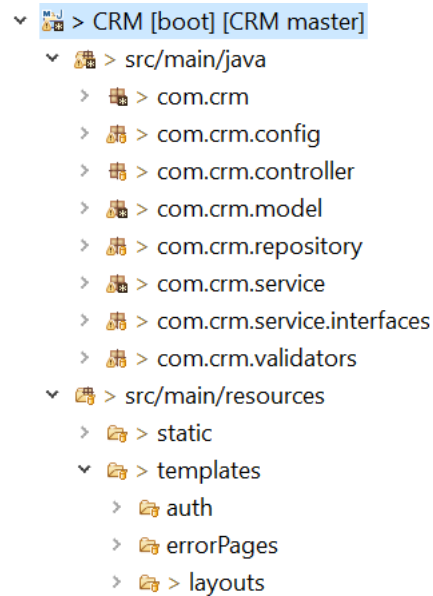 > CRM [boot] [CRM master]
> src/main/java
> com.crm
> com.crm.config
> com.crm.controller
> com.crm.model
> com.crm.repository
> com.crm.service
> com.crm.service.interfaces
> com.crm.validators
> src/main/resources
> static
> templates
auth
errorPages
> layouts